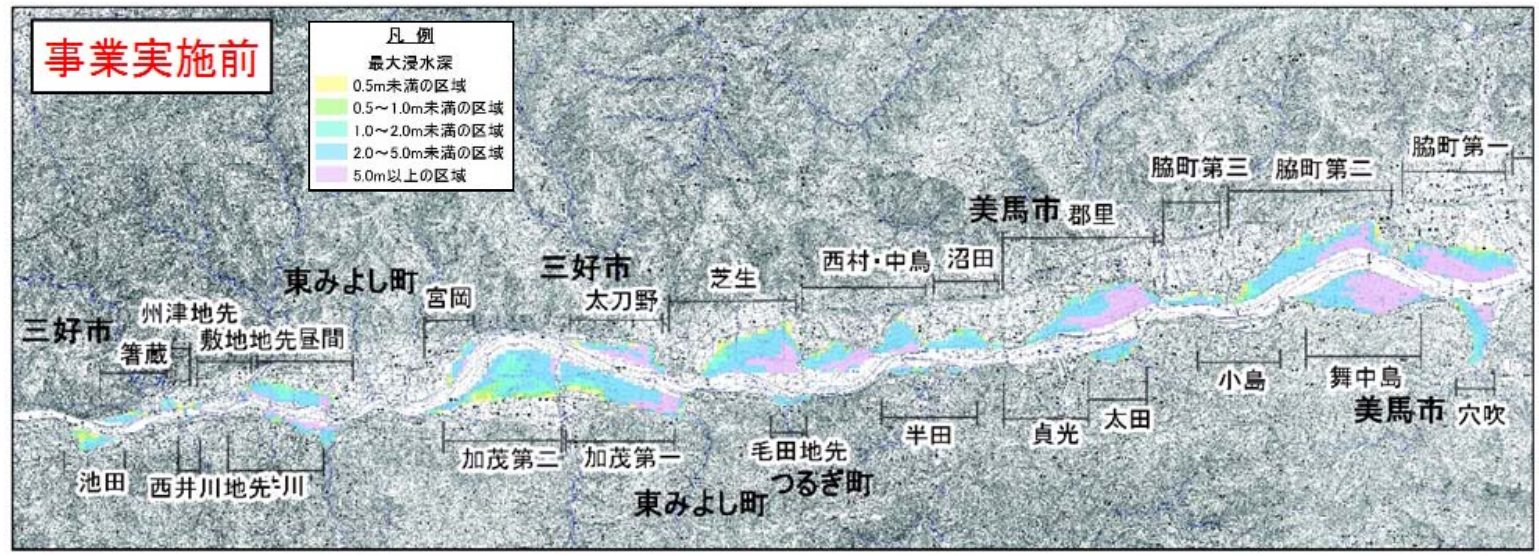 事業実施前
凡 例
最大浸水深
0.5m未満の区域
0.5～1.0m未満の区域
1.0～2.0m未満の区域
2.0～5.0m未満の区域
5.0m以上の区域
脇町第一
脇町第三
脇町第二
美馬市
郡里
西村・中鳥
沼田
三好市
太刀野
芝生
東みよし町
宮岡
州津地先
三好市
箸蔵
敷地地先
昼間
池田
西井川地先
川
加茂第二
加茂第一
毛田地先
半田
貞光
太田
小島
舞中島
美馬市
穴吹
つるぎ町
東みよし町